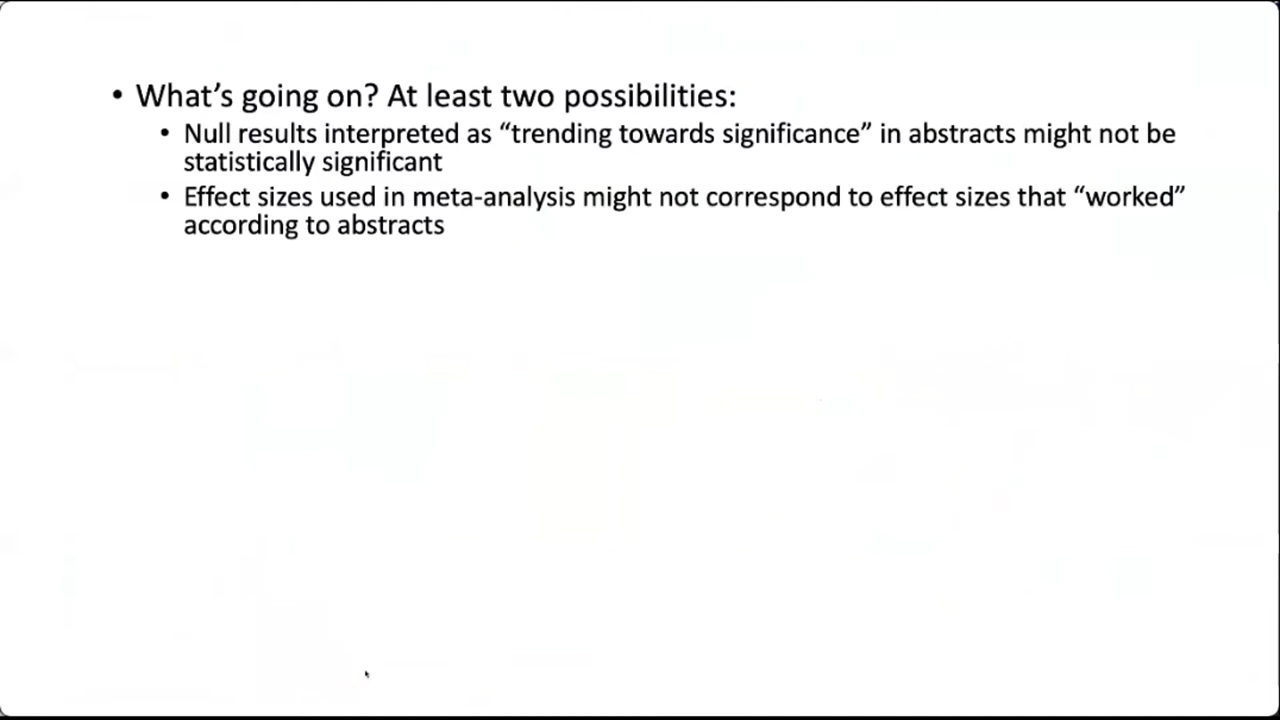 • What’s going on? At least two possibilities:
• Null results interpreted as “trending towards significance” in abstracts might not be
statistically significant
• Effect sizes used in meta-analysis might not correspond to effect sizes that “worked”
according to abstracts